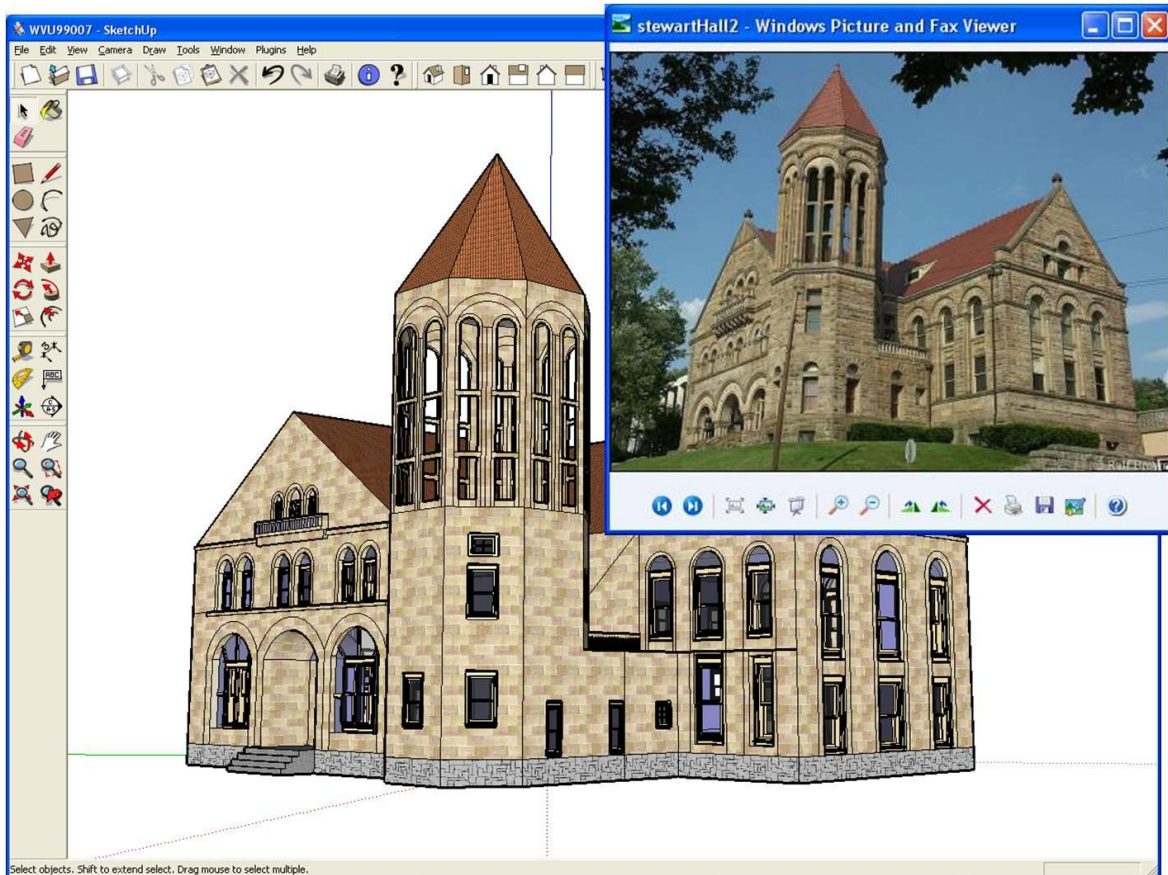 WVU99007 - SketchUp
File Edit View Camera Draw Tools Window Plugins Help
stewartHall2 - Windows Picture and Fax Viewer
ABC
Select objects. Shift to extend select. Drag mouse to select multiple.